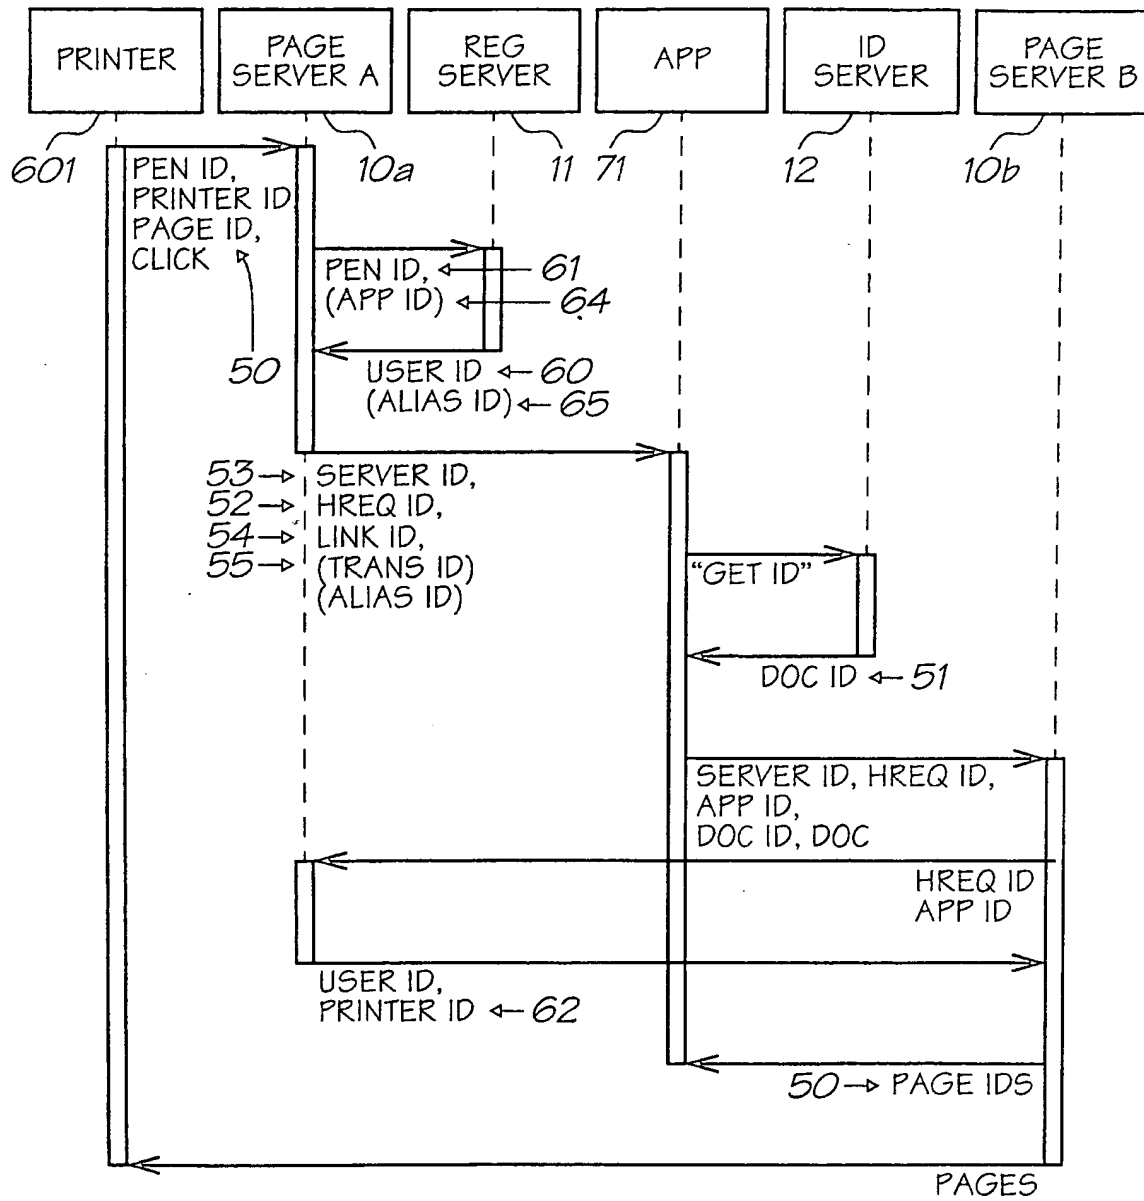 PRINTER
PAGE
SERVER A
REG
SERVER
APP
ID
SERVER
PAGE
SERVER B
601
10a
11
71
12
10b
PEN ID,
PRINTER ID
PAGE ID,
CLICK
50
PEN ID,
61
(APP ID)
64
USER ID
60
(ALIAS ID)
65
53
SERVER ID,
52
HREQ ID,
54
LINK ID,
55
(TRANS ID)
(ALIAS ID)
"GET ID"
DOC ID
51
SERVER ID, HREQ ID,
APP ID,
DOC ID, DOC
HREQ ID
APP ID
USER ID,
PRINTER ID
62
50
PAGE IDS
PAGES